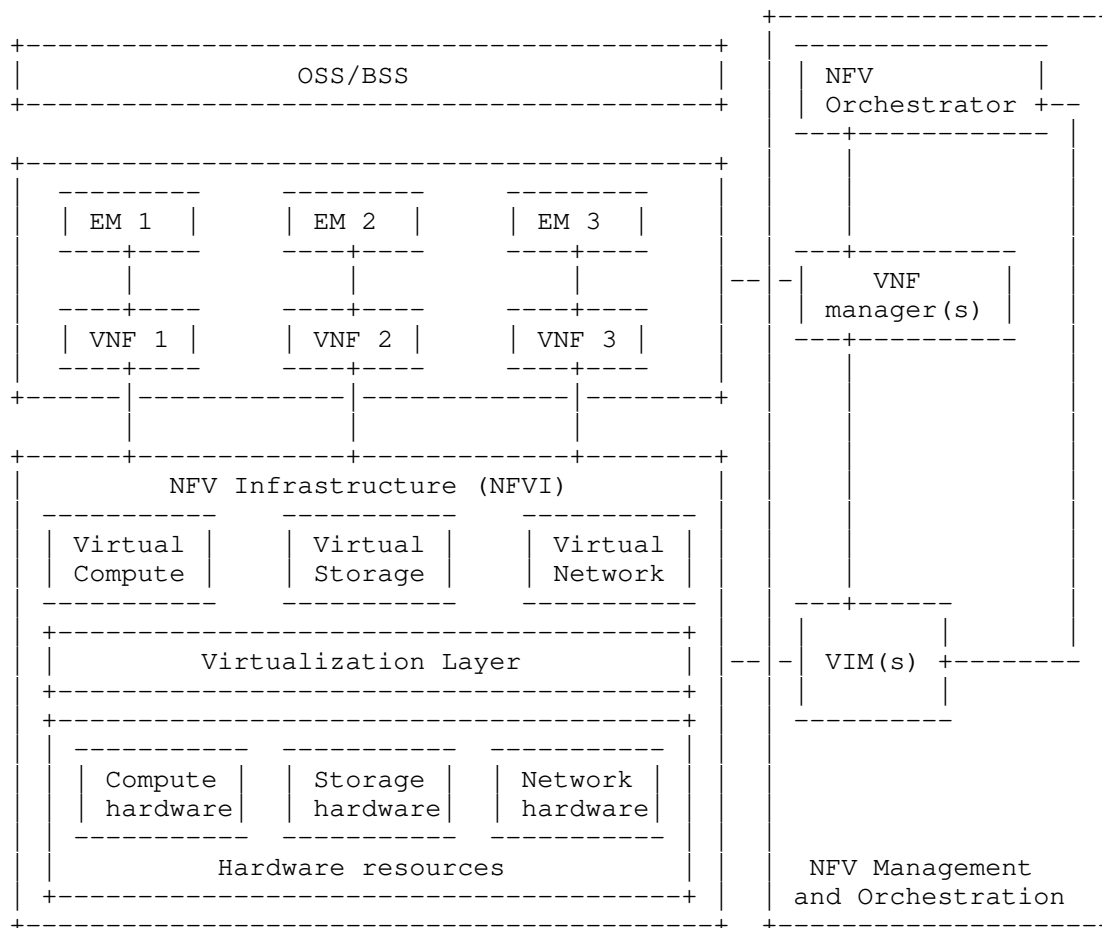 OSS/BSS
NFV
Orchestrator
EM 1 EM 2 EM 3
VNF
manager(s)
VNF 1 VNF 2 VNF 3
NFV Infrastructure (NFVI)
Virtual Virtual Virtual
Compute Storage Network
Virtualization Layer
VIM(s)
Compute Storage Network
hardware hardware hardware
Hardware resources
NFV Management
and Orchestration